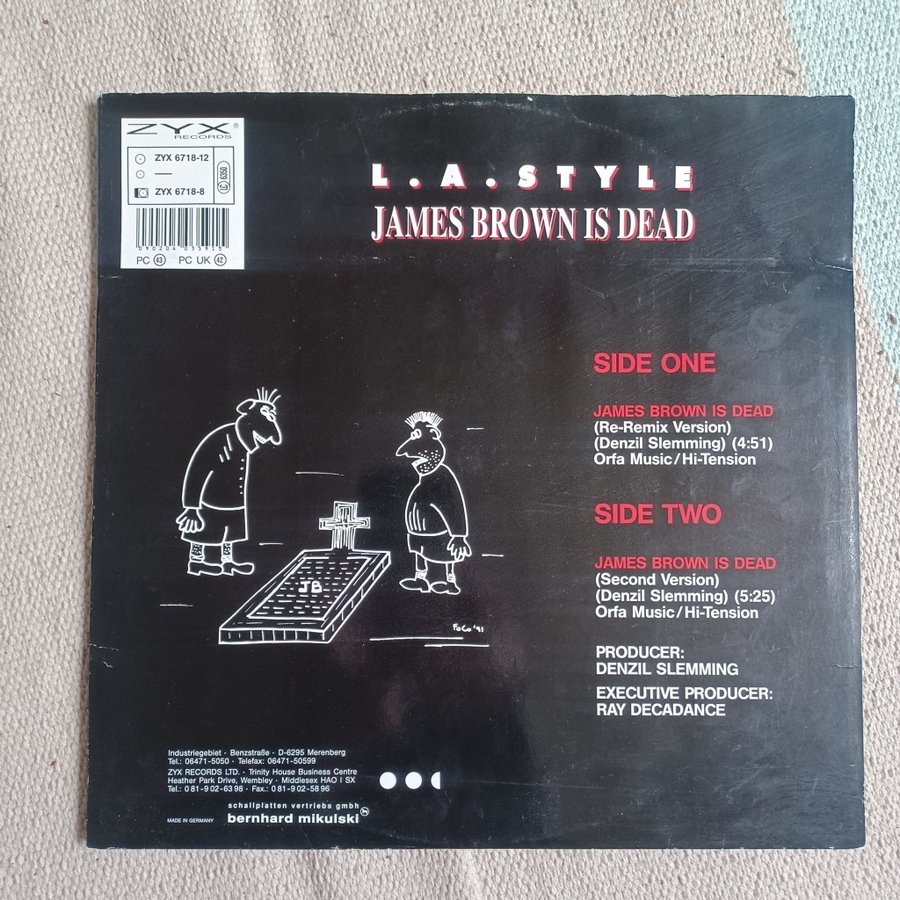 ZYX®
RECORDS
ZYX 6718-12
ZYX 6718-8
6350
090204 035915
PC 43 PC UK 42
L.A.STYLE
JAMES BROWN IS DEAD
SIDE ONE
JAMES BROWN IS DEAD
(Re-Remix Version)
(Denzil Slemming) (4:51)
Orfa Music/Hi-Tension
SIDE TWO
JAMES BROWN IS DEAD
(Second Version)
(Denzil Slemming) (5:25)
Orfa Music/Hi-Tension
PRODUCER:
DENZIL SLEMMING
EXECUTIVE PRODUCER:
RAY DECADANCE
JB
FoCo '91
Industriegebiet · Benzstraße · D-6295 Merenberg
Tel.: 06471-5050 · Telefax: 06471-50599
ZYX RECORDS LTD. · Trinity House Business Centre
Heather Park Drive, Wembley · Middlesex HAO I SX
Tel.: 0 81-9 02-63 98 · Fax.: 0 81-9 02-58 96
schallplatten vertriebs gmbh
MADE IN GERMANY
bernhard mikulski